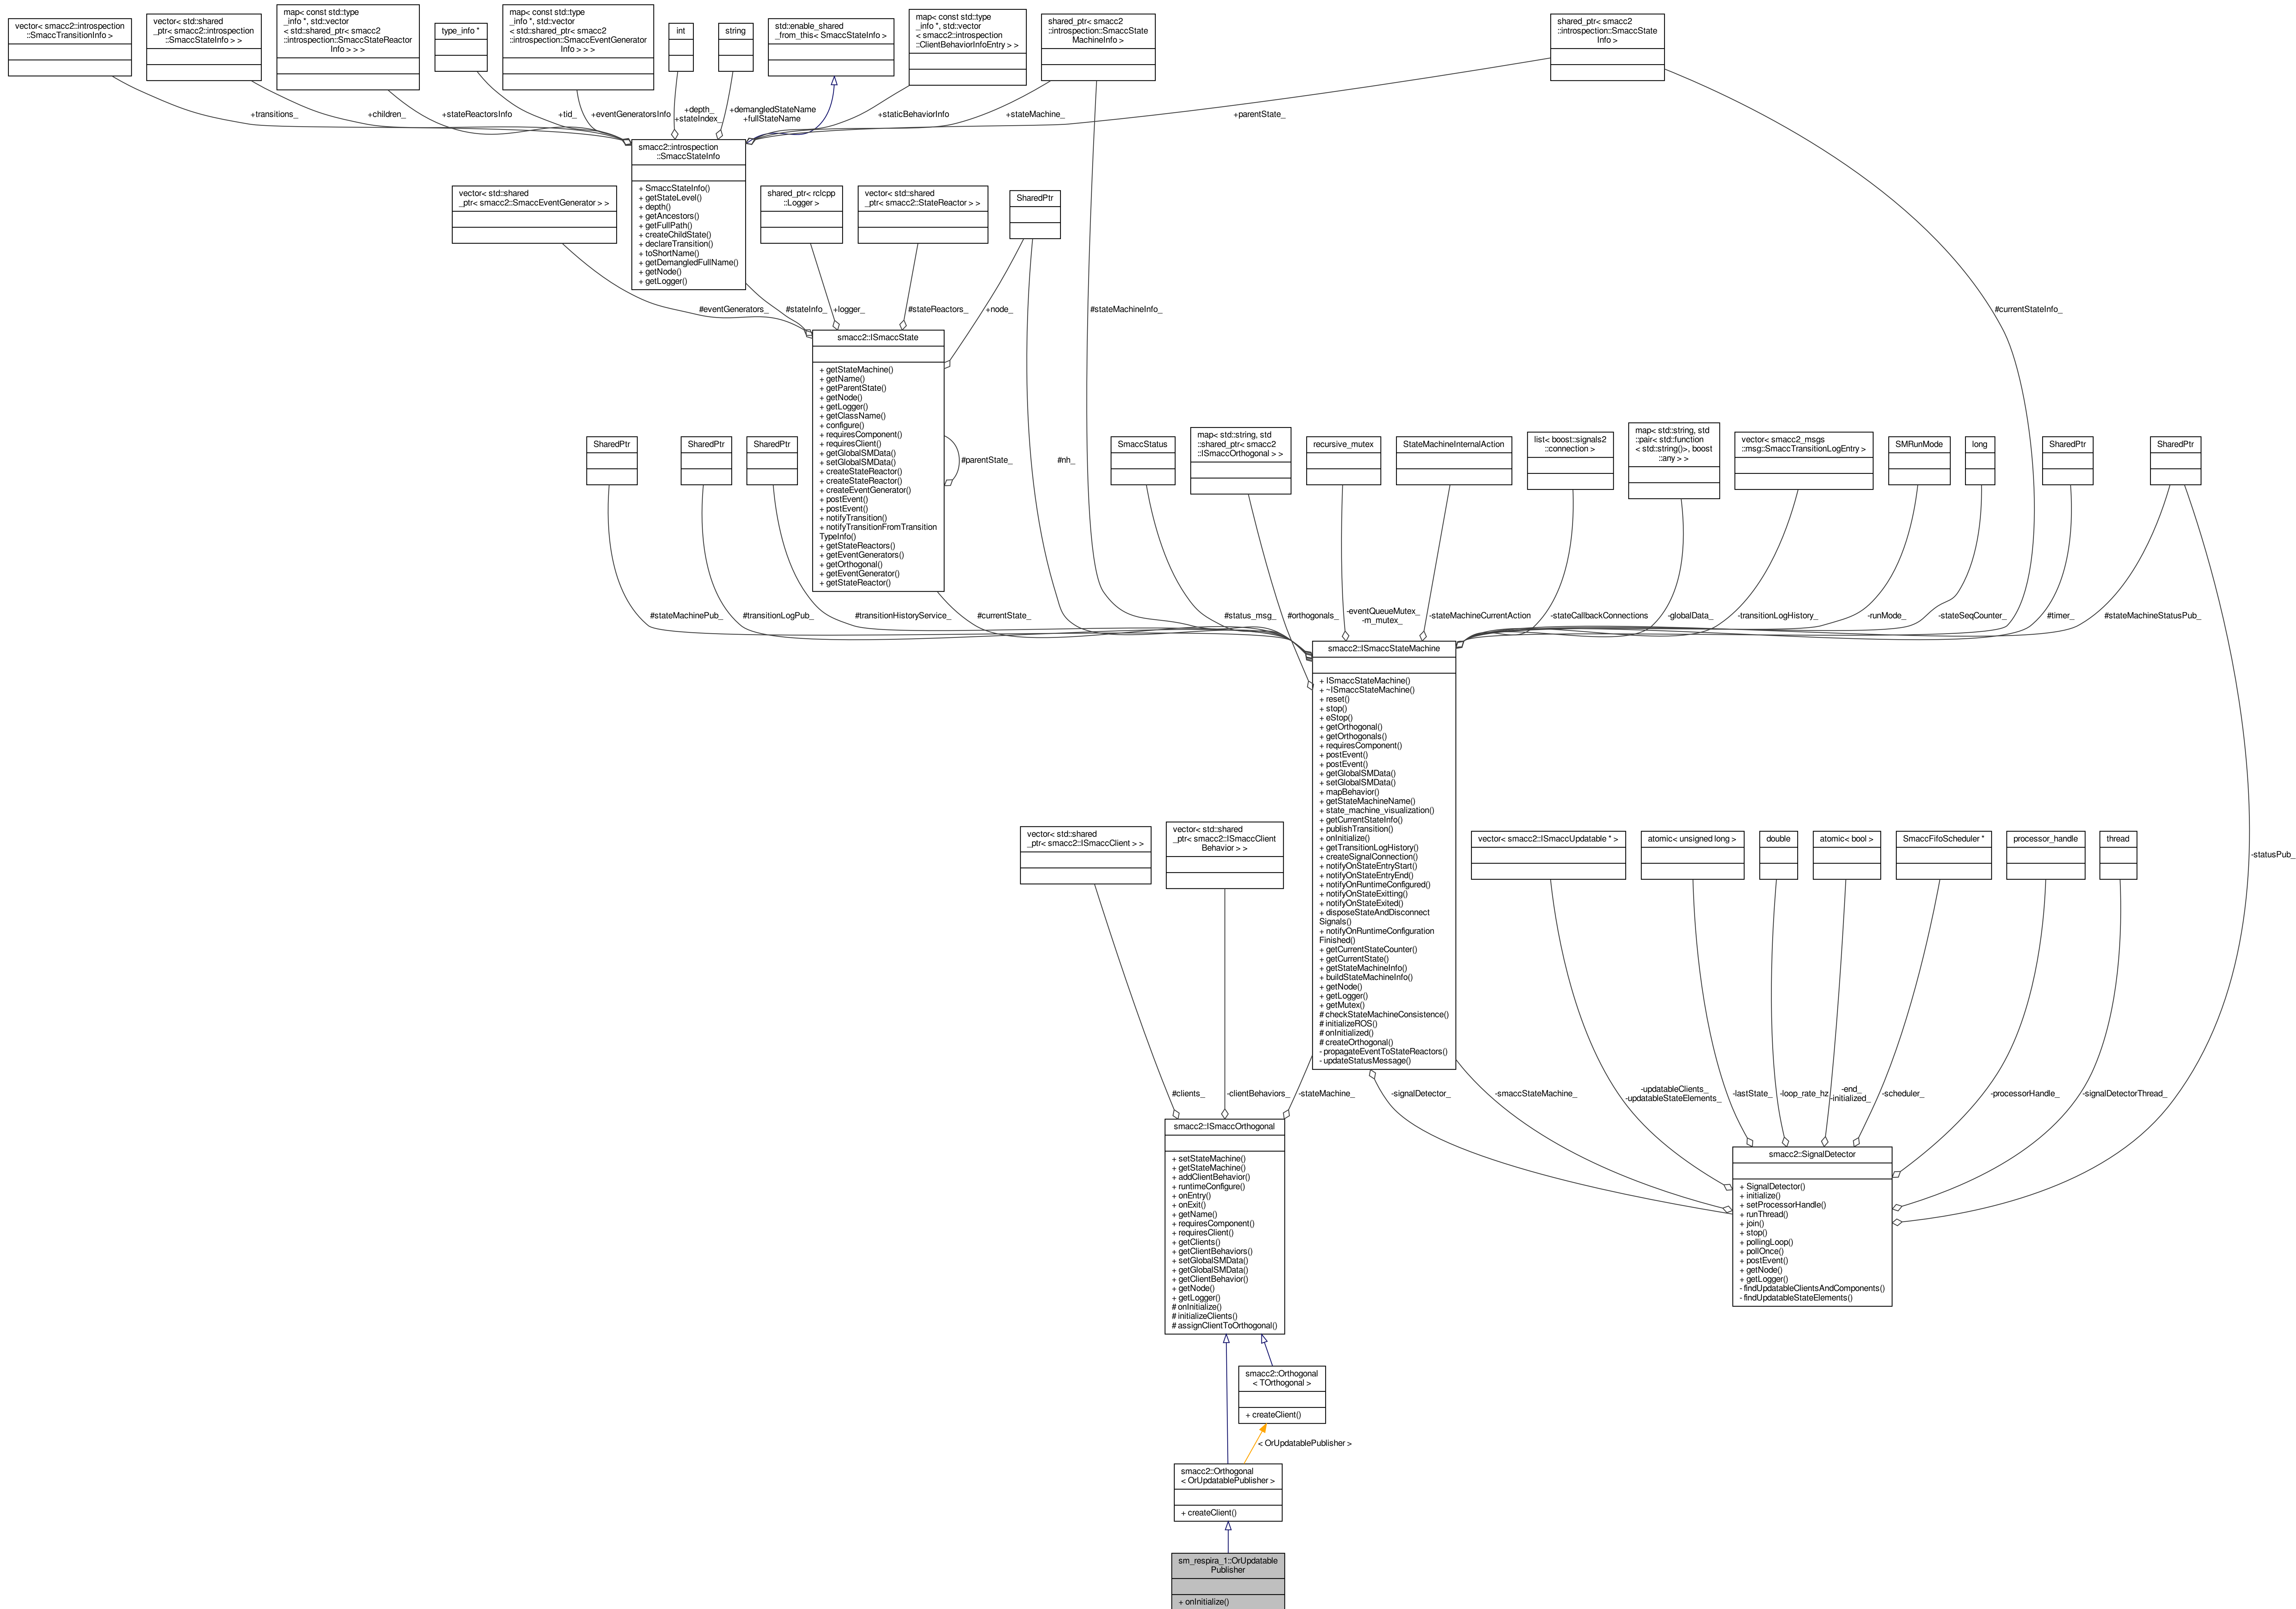 vector< smacc2::introspection
::SmaccTransitionInfo >
vector< std::shared
_ptr< smacc2::introspection
::SmaccStateInfo > >
map< const std::type
_info *, std::vector
< std::shared_ptr< smacc2
::introspection::SmaccStateReactor
Info > > >
type_info *
map< const std::type
_info *, std::vector
< std::shared_ptr< smacc2
::introspection::SmaccEventGenerator
Info > > >
int
string
std::enable_shared
_from_this< SmaccStateInfo >
map< const std::type
_info *, std::vector
< smacc2::introspection
::ClientBehaviorInfoEntry > >
shared_ptr< smacc2
::introspection::SmaccState
MachineInfo >
shared_ptr< smacc2
::introspection::SmaccState
Info >
+transitions_
+children_
+stateReactorsInfo
+tid_
+eventGeneratorsInfo
+depth_
+stateIndex_
+demangledStateName
+fullStateName
+staticBehaviorInfo
+stateMachine_
+parentState_
smacc2::introspection
::SmaccStateInfo
+ SmaccStateInfo()
+ getStateLevel()
+ depth()
+ getAncestors()
+ getFullPath()
+ createChildState()
+ declareTransition()
+ toShortName()
+ getDemangledFullName()
+ getNode()
+ getLogger()
vector< std::shared
_ptr< smacc2::SmaccEventGenerator > >
shared_ptr< rclcpp
::Logger >
vector< std::shared
_ptr< smacc2::StateReactor > >
SharedPtr
#eventGenerators_
#stateInfo_
+logger_
#stateReactors_
+node_
#stateMachineInfo_
#currentStateInfo_
smacc2::ISmaccState
+ getStateMachine()
+ getName()
+ getParentState()
+ getNode()
+ getLogger()
+ getClassName()
+ configure()
+ requiresComponent()
+ requiresClient()
+ getGlobalSMData()
+ setGlobalSMData()
+ createStateReactor()
+ createStateReactor()
+ createEventGenerator()
+ postEvent()
+ postEvent()
+ notifyTransition()
+ notifyTransitionFromTransition
TypeInfo()
+ getStateReactors()
+ getEventGenerators()
+ getOrthogonal()
+ getEventGenerator()
+ getStateReactor()
#parentState_
#nh_
SharedPtr
SharedPtr
SharedPtr
SmaccStatus
map< std::string, std
::shared_ptr< smacc2
::ISmaccOrthogonal > >
recursive_mutex
StateMachineInternalAction
list< boost::signals2
::connection >
map< std::string, std
::pair< std::function
< std::string()>, boost
::any > >
vector< smacc2_msgs
::msg::SmaccTransitionLogEntry >
SMRunMode
long
SharedPtr
SharedPtr
#stateMachinePub_
#transitionLogPub_
#transitionHistoryService_
#currentState_
#status_msg_
#orthogonals_
-eventQueueMutex_
-m_mutex_
-stateMachineCurrentAction
-stateCallbackConnections
-globalData_
-transitionLogHistory_
-runMode_
-stateSeqCounter_
#timer_
#stateMachineStatusPub_
smacc2::ISmaccStateMachine
+ ISmaccStateMachine()
+ ~ISmaccStateMachine()
+ reset()
+ stop()
+ eStop()
+ getOrthogonal()
+ getOrthogonals()
+ requiresComponent()
+ postEvent()
+ postEvent()
+ getGlobalSMData()
+ setGlobalSMData()
+ mapBehavior()
+ getStateMachineName()
+ state_machine_visualization()
+ getCurrentStateInfo()
+ publishTransition()
+ onInitialize()
+ getTransitionLogHistory()
+ createSignalConnection()
+ notifyOnStateEntryStart()
+ notifyOnStateEntryEnd()
+ notifyOnRuntimeConfigured()
+ notifyOnStateExitting()
+ notifyOnStateExited()
+ disposeStateAndDisconnect
Signals()
+ notifyOnRuntimeConfiguration
Finished()
+ getCurrentStateCounter()
+ getCurrentState()
+ getStateMachineInfo()
+ buildStateMachineInfo()
+ getNode()
+ getLogger()
+ getMutex()
# checkStateMachineConsistence()
# initializeROS()
# onInitialized()
# createOrthogonal()
- propagateEventToStateReactors()
- updateStatusMessage()
vector< std::shared
_ptr< smacc2::ISmaccClient > >
vector< std::shared
_ptr< smacc2::ISmaccClient
Behavior > >
vector< smacc2::ISmaccUpdatable * >
atomic< unsigned long >
double
atomic< bool >
SmaccFifoScheduler *
processor_handle
thread
-statusPub_
#clients_
-clientBehaviors_
-stateMachine_
-signalDetector_
-smaccStateMachine_
-updatableClients_
-updatableStateElements_
-lastState_
-loop_rate_hz
-end_
-initialized_
-scheduler_
-processorHandle_
-signalDetectorThread_
smacc2::ISmaccOrthogonal
+ setStateMachine()
+ getStateMachine()
+ addClientBehavior()
+ runtimeConfigure()
+ onEntry()
+ onExit()
+ getName()
+ requiresComponent()
+ requiresClient()
+ getClients()
+ getClientBehaviors()
+ setGlobalSMData()
+ getGlobalSMData()
+ getClientBehavior()
+ getNode()
+ getLogger()
# onInitialize()
# initializeClients()
# assignClientToOrthogonal()
smacc2::SignalDetector
+ SignalDetector()
+ initialize()
+ setProcessorHandle()
+ runThread()
+ join()
+ stop()
+ pollingLoop()
+ pollOnce()
+ postEvent()
+ getNode()
+ getLogger()
- findUpdatableClientsAndComponents()
- findUpdatableStateElements()
smacc2::Orthogonal
< TOrthogonal >
+ createClient()
< OrUpdatablePublisher >
smacc2::Orthogonal
< OrUpdatablePublisher >
+ createClient()
sm_respira_1::OrUpdatable
Publisher
+ onInitialize()